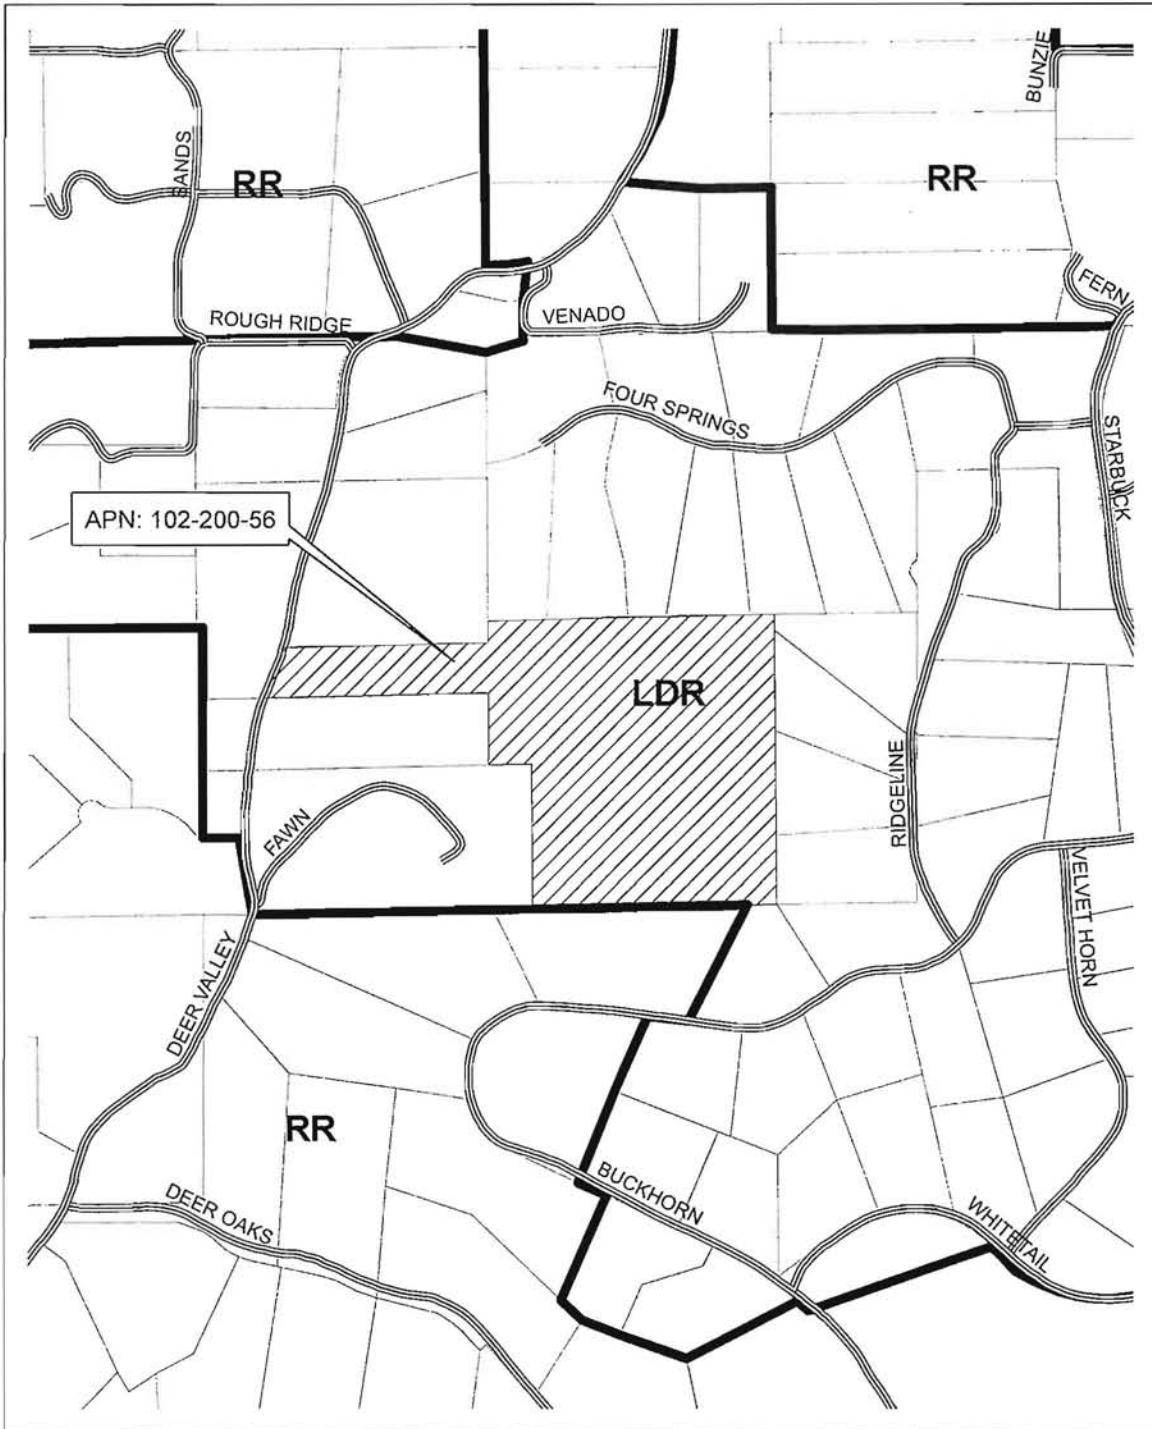 BUNZIE
SANDS
RR
RR
FERN
ROUGH RIDGE
VENADO
FOUR SPRINGS
STARBUCK
APN: 102-200-56
LDR
RIDGELINE
FAWN
VELVET HORN
DEER VALLEY
RR
BUCKHORN
DEER OAKS
WHITETAIL